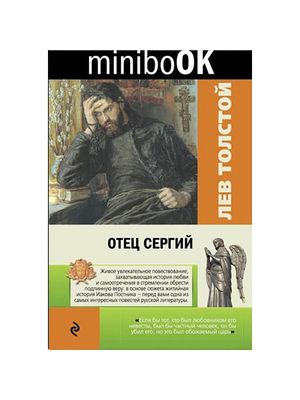 miniboOK
ЛЕВ ТОЛСТОЙ
ОТЕЦ СЕРГИЙ
Живое увлекательное повествование,
захватывающая история любви
и самоотречения в стремлении обрести
подлинную веру: в основе сюжета житийная
история Иакова Постника – перед вами одна из
самых интересных повестей русской литературы.
«Если бы тот, кто был любовником его
невесты, был бы частный человек, он бы
убил его, но это был обожаемый царь»